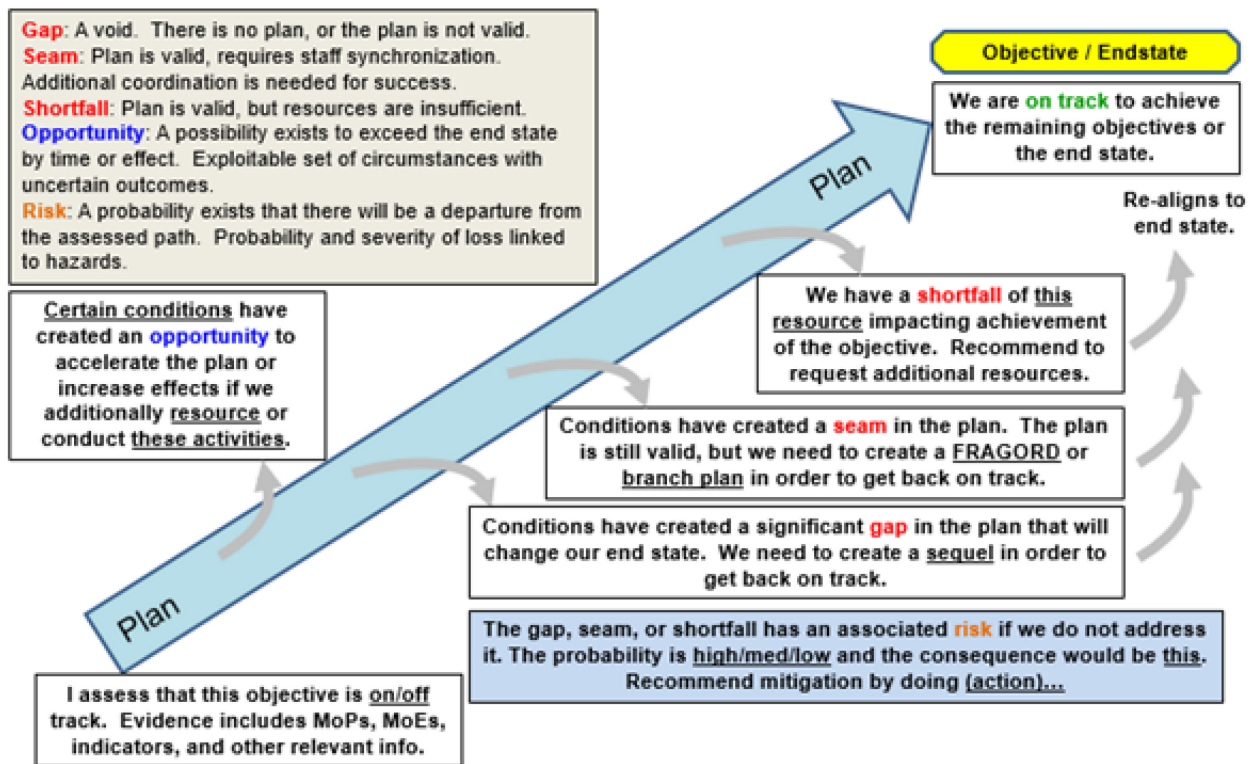 Gap: A void. There is no plan, or the plan is not valid.
Seam: Plan is valid, requires staff synchronization.
Additional coordination is needed for success.
Shortfall: Plan is valid, but resources are insufficient.
Opportunity: A possibility exists to exceed the end state
by time or effect. Exploitable set of circumstances with
uncertain outcomes.
Risk: A probability exists that there will be a departure from
the assessed path. Probability and severity of loss linked
to hazards.
Objective / Endstate
We are on track to achieve
the remaining objectives or
the end state.
Plan
Re-aligns to
end state.
Certain conditions have
created an opportunity to
accelerate the plan or
increase effects if we
additionally resource or
conduct these activities.
We have a shortfall of this
resource impacting achievement
of the objective. Recommend to
request additional resources.
Conditions have created a seam in the plan. The plan
is still valid, but we need to create a FRAGORD or
branch plan in order to get back on track.
Conditions have created a significant gap in the plan that will
change our end state. We need to create a sequel in order to
get back on track.
Plan
The gap, seam, or shortfall has an associated risk if we do not address
it. The probability is high/med/low and the consequence would be this.
Recommend mitigation by doing (action)...
I assess that this objective is on/off
track. Evidence includes MoPs, MoEs,
indicators, and other relevant info.